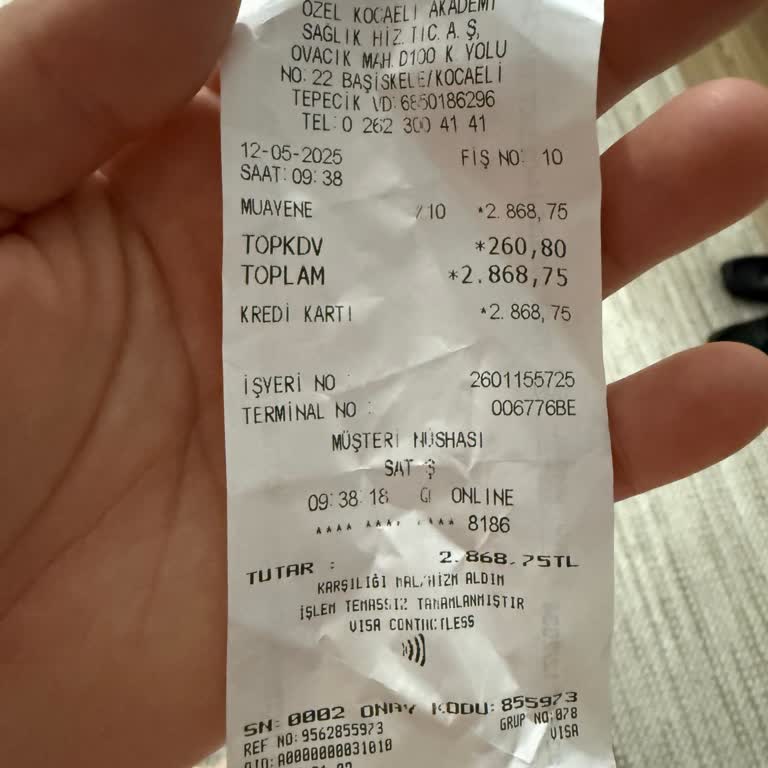 ÖZEL KOCAELİ AKADEMİ
SAĞLIK HİZ.TİC. A. Ş,
OVACIK MAH. D100 K YOLU
NO: 22 BAŞİSKELE/KOCAELİ
TEPECİK VD:6850186296
TEL:0 262 300 41 41
12-05-2025 FİŞ NO: 10
SAAT:09:38
MUAYENE %10 *2.868,75
TOPKDV *260,80
TOPLAM *2.868,75
KREDİ KARTI *2.868,75
İŞYERİ NO 2601155725
TERMİNAL NO : 006776BE
MÜŞTERİ NÜSHASI
SAT Ş
09:38:18 ONLINE
**** **** **** 8186
TUTAR : 2.868,75TL
KARŞILIĞI MAL/HİZM ALDIM
İŞLEM TEMASSIZ TAMAMLANMIŞTIR
VISA CONTACTLESS
SN: 0002 ONAY KODU: 855973
REF NO:9562855973 GRUP NO:078
AID:A0000000031010 VISA